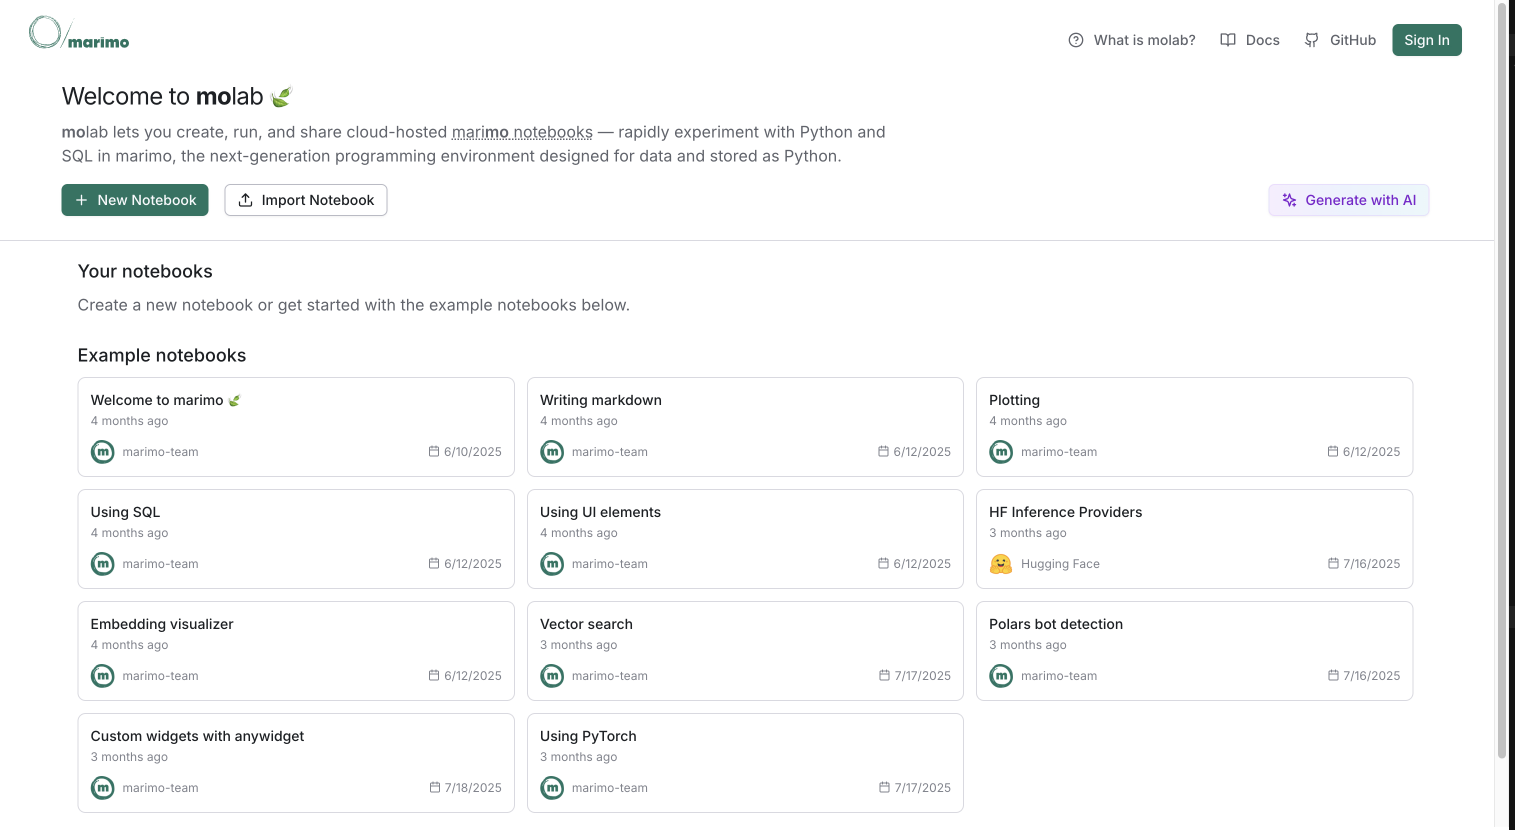 marimo
What is molab?
Docs
GitHub
Sign In
Welcome to molab
molab lets you create, run, and share cloud-hosted marimo notebooks — rapidly experiment with Python and
SQL in marimo, the next-generation programming environment designed for data and stored as Python.
New Notebook
Import Notebook
Generate with AI
Your notebooks
Create a new notebook or get started with the example notebooks below.
Example notebooks
Welcome to marimo
4 months ago
m marimo-team 6/10/2025
Writing markdown
4 months ago
m marimo-team 6/12/2025
Plotting
4 months ago
m marimo-team 6/12/2025
Using SQL
4 months ago
m marimo-team 6/12/2025
Using UI elements
4 months ago
m marimo-team 6/12/2025
HF Inference Providers
3 months ago
Hugging Face 7/16/2025
Embedding visualizer
4 months ago
m marimo-team 6/12/2025
Vector search
3 months ago
m marimo-team 7/17/2025
Polars bot detection
3 months ago
m marimo-team 7/16/2025
Custom widgets with anywidget
3 months ago
m marimo-team 7/18/2025
Using PyTorch
3 months ago
m marimo-team 7/17/2025